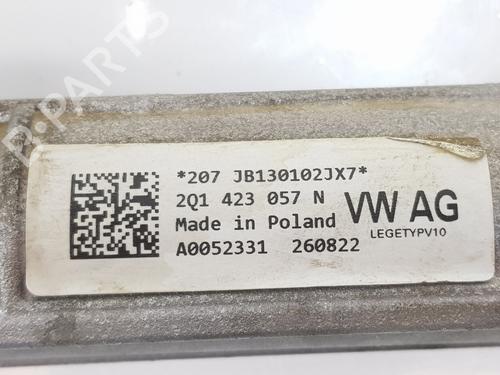 B-PARTS
*207 JB130102JX7*
2Q1 423 057 N
Made in Poland
A0052331 260822
VW AG
LEGETYPV10